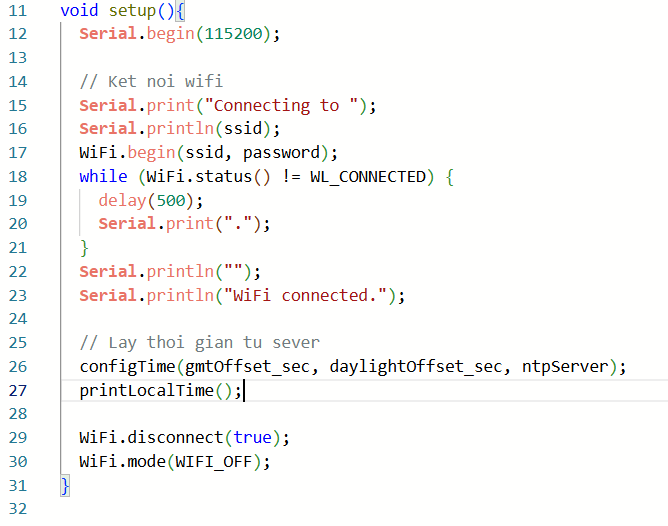 11 void setup(){
12   Serial.begin(115200);
13
14   // Ket noi wifi
15   Serial.print("Connecting to ");
16   Serial.println(ssid);
17   WiFi.begin(ssid, password);
18   while (WiFi.status() != WL_CONNECTED) {
19     delay(500);
20     Serial.print(".");
21   }
22   Serial.println("");
23   Serial.println("WiFi connected.");
24
25   // Lay thoi gian tu sever
26   configTime(gmtOffset_sec, daylightOffset_sec, ntpServer);
27   printLocalTime();
28
29   WiFi.disconnect(true);
30   WiFi.mode(WIFI_OFF);
31 }
32